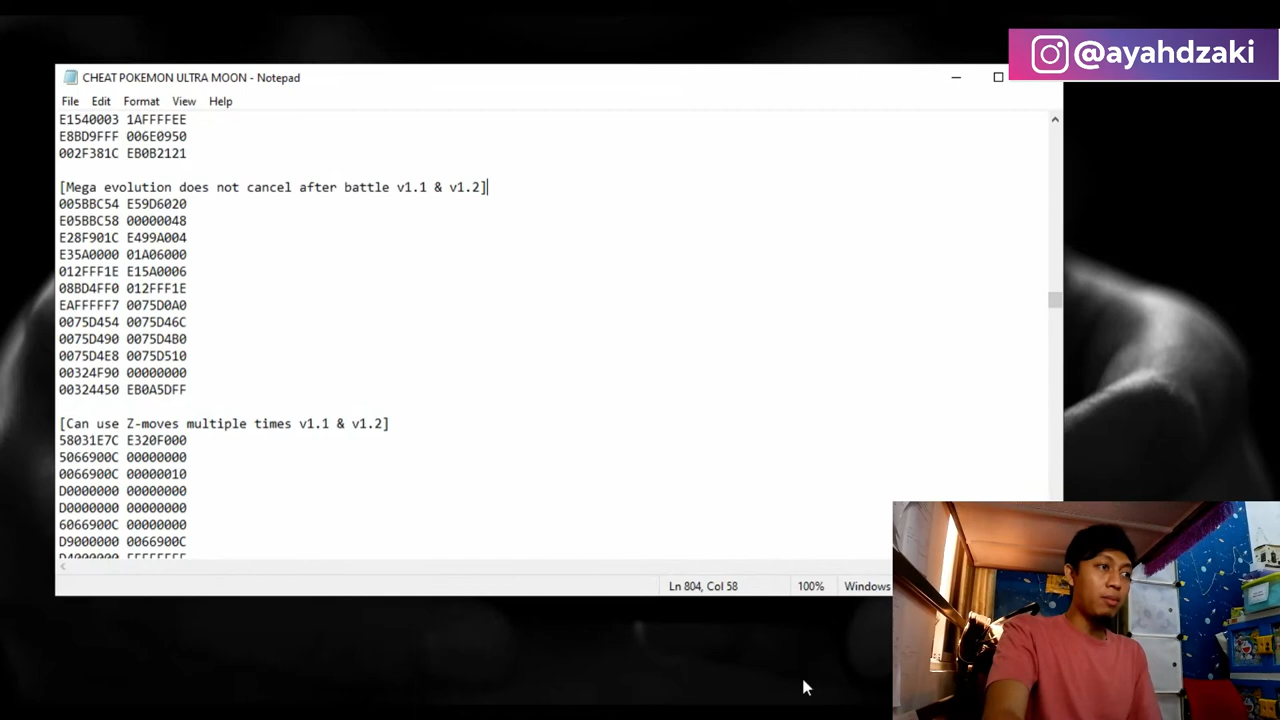 @ayahdzaki
CHEAT POKEMON ULTRA MOON - Notepad
File Edit Format View Help
E1540003 1AFFFFEE
E8BD9FFF 006E0950
002F381C EB0B2121
[Mega evolution does not cancel after battle v1.1 & v1.2]
005BBC54 E59D6020
E05BBC58 00000048
E28F901C E499A004
E35A0000 01A06000
012FFF1E E15A0006
08BD4FF0 012FFF1E
EAFFFFF7 0075D0A0
0075D454 0075D46C
0075D490 0075D4B0
0075D4E8 0075D510
00324F90 00000000
00324450 EB0A5DFF
[Can use Z-moves multiple times v1.1 & v1.2]
58031E7C E320F000
5066900C 00000000
0066900C 00000010
D0000000 00000000
D0000000 00000000
6066900C 00000000
D9000000 0066900C
D4000000 FFFFFFFF
Ln 804, Col 58 100% Windows